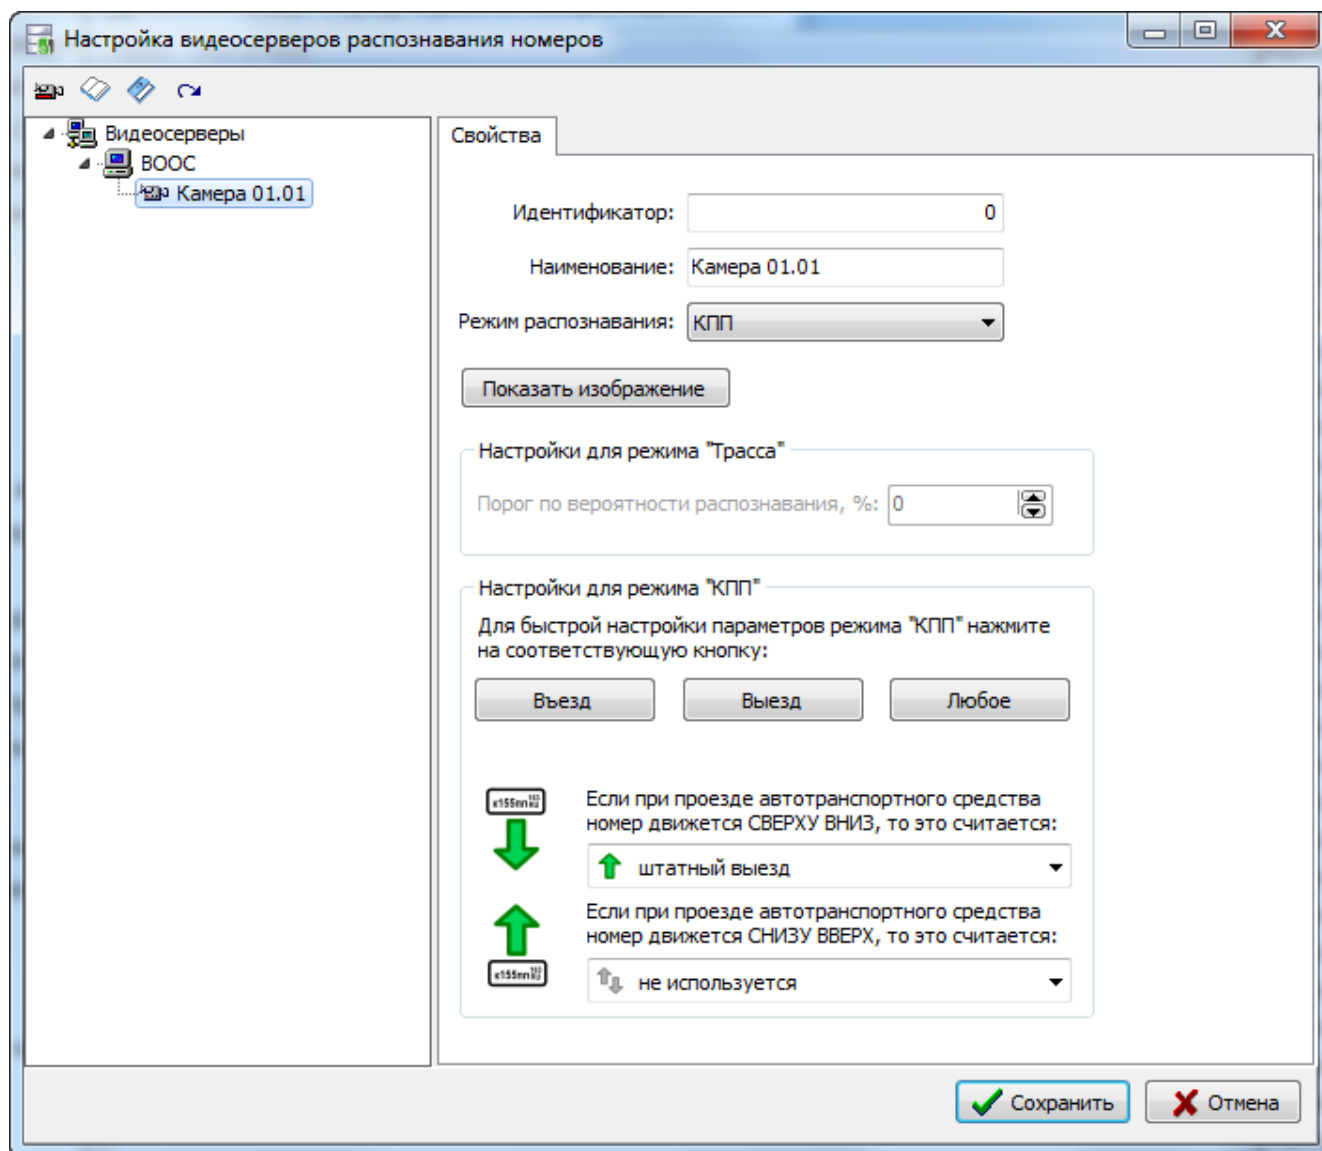 Настройка видеосерверов распознавания номеров
Видеосерверы
ВООС
Камера 01.01
Свойства
Идентификатор: 0
Наименование: Камера 01.01
Режим распознавания: КПП
Показать изображение
Настройки для режима "Трасса"
Порог по вероятности распознавания, %: 0
Настройки для режима "КПП"
Для быстрой настройки параметров режима "КПП" нажмите
на соответствующую кнопку:
Въезд Выезд Любое
Если при проезде автотранспортного средства
номер движется СВЕРХУ ВНИЗ, то это считается:
штатный выезд
Если при проезде автотранспортного средства
номер движется СНИЗУ ВВЕРХ, то это считается:
не используется
Сохранить Отмена